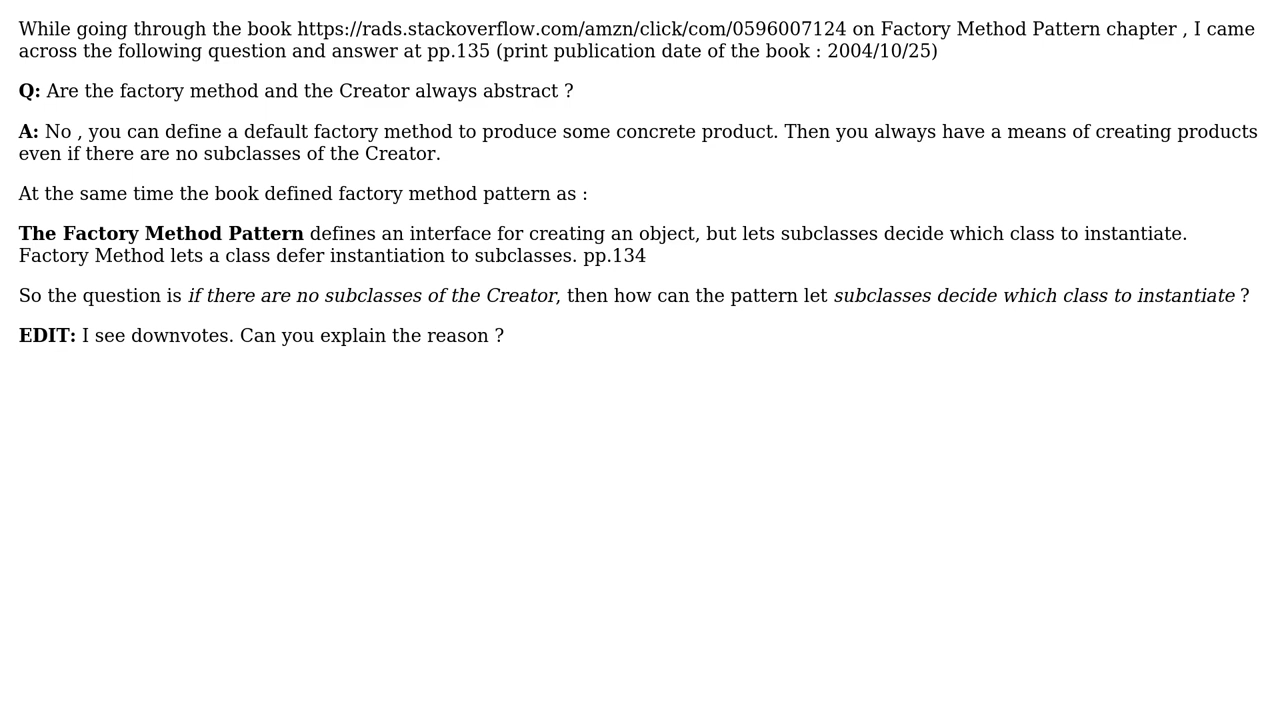 While going through the book https://rads.stackoverflow.com/amzn/click/com/0596007124 on Factory Method Pattern chapter , I came
across the following question and answer at pp.135 (print publication date of the book : 2004/10/25)
Q: Are the factory method and the Creator always abstract ?
A: No , you can define a default factory method to produce some concrete product. Then you always have a means of creating products
even if there are no subclasses of the Creator.
At the same time the book defined factory method pattern as :
The Factory Method Pattern defines an interface for creating an object, but lets subclasses decide which class to instantiate.
Factory Method lets a class defer instantiation to subclasses. pp.134
So the question is if there are no subclasses of the Creator, then how can the pattern let subclasses decide which class to instantiate ?
EDIT: I see downvotes. Can you explain the reason ?